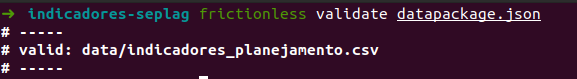 ➜ indicadores-seplag frictionless validate datapackage.json
# -----
# valid: data/indicadores_planejamento.csv
# -----